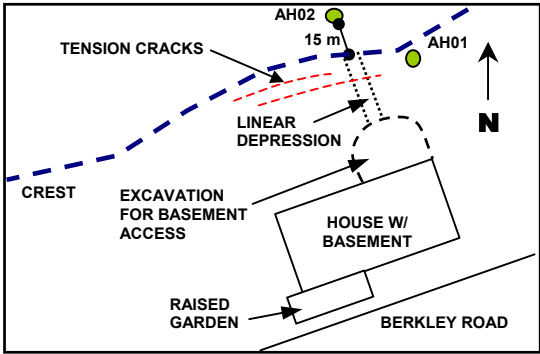 AH02
15 m
AH01
TENSION CRACKS
N
LINEAR
DEPRESSION
CREST
EXCAVATION
FOR BASEMENT
ACCESS
HOUSE W/
BASEMENT
RAISED
GARDEN
BERKLEY ROAD